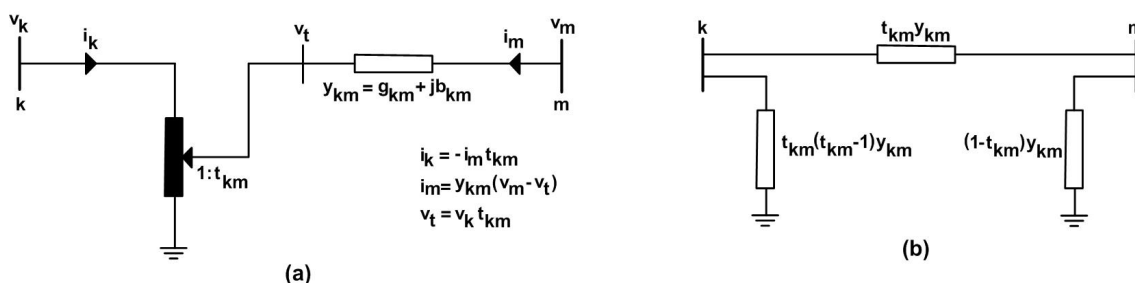 v_k
i_k
k
1:t_km
v_t
y_km = g_km + jb_km
i_m
v_m
m
i_k = -i_m t_km
i_m = y_km (v_m - v_t)
v_t = v_k t_km
(a)
k
t_km y_km
t_km (t_km -1)y_km
(1-t_km)y_km
(b)